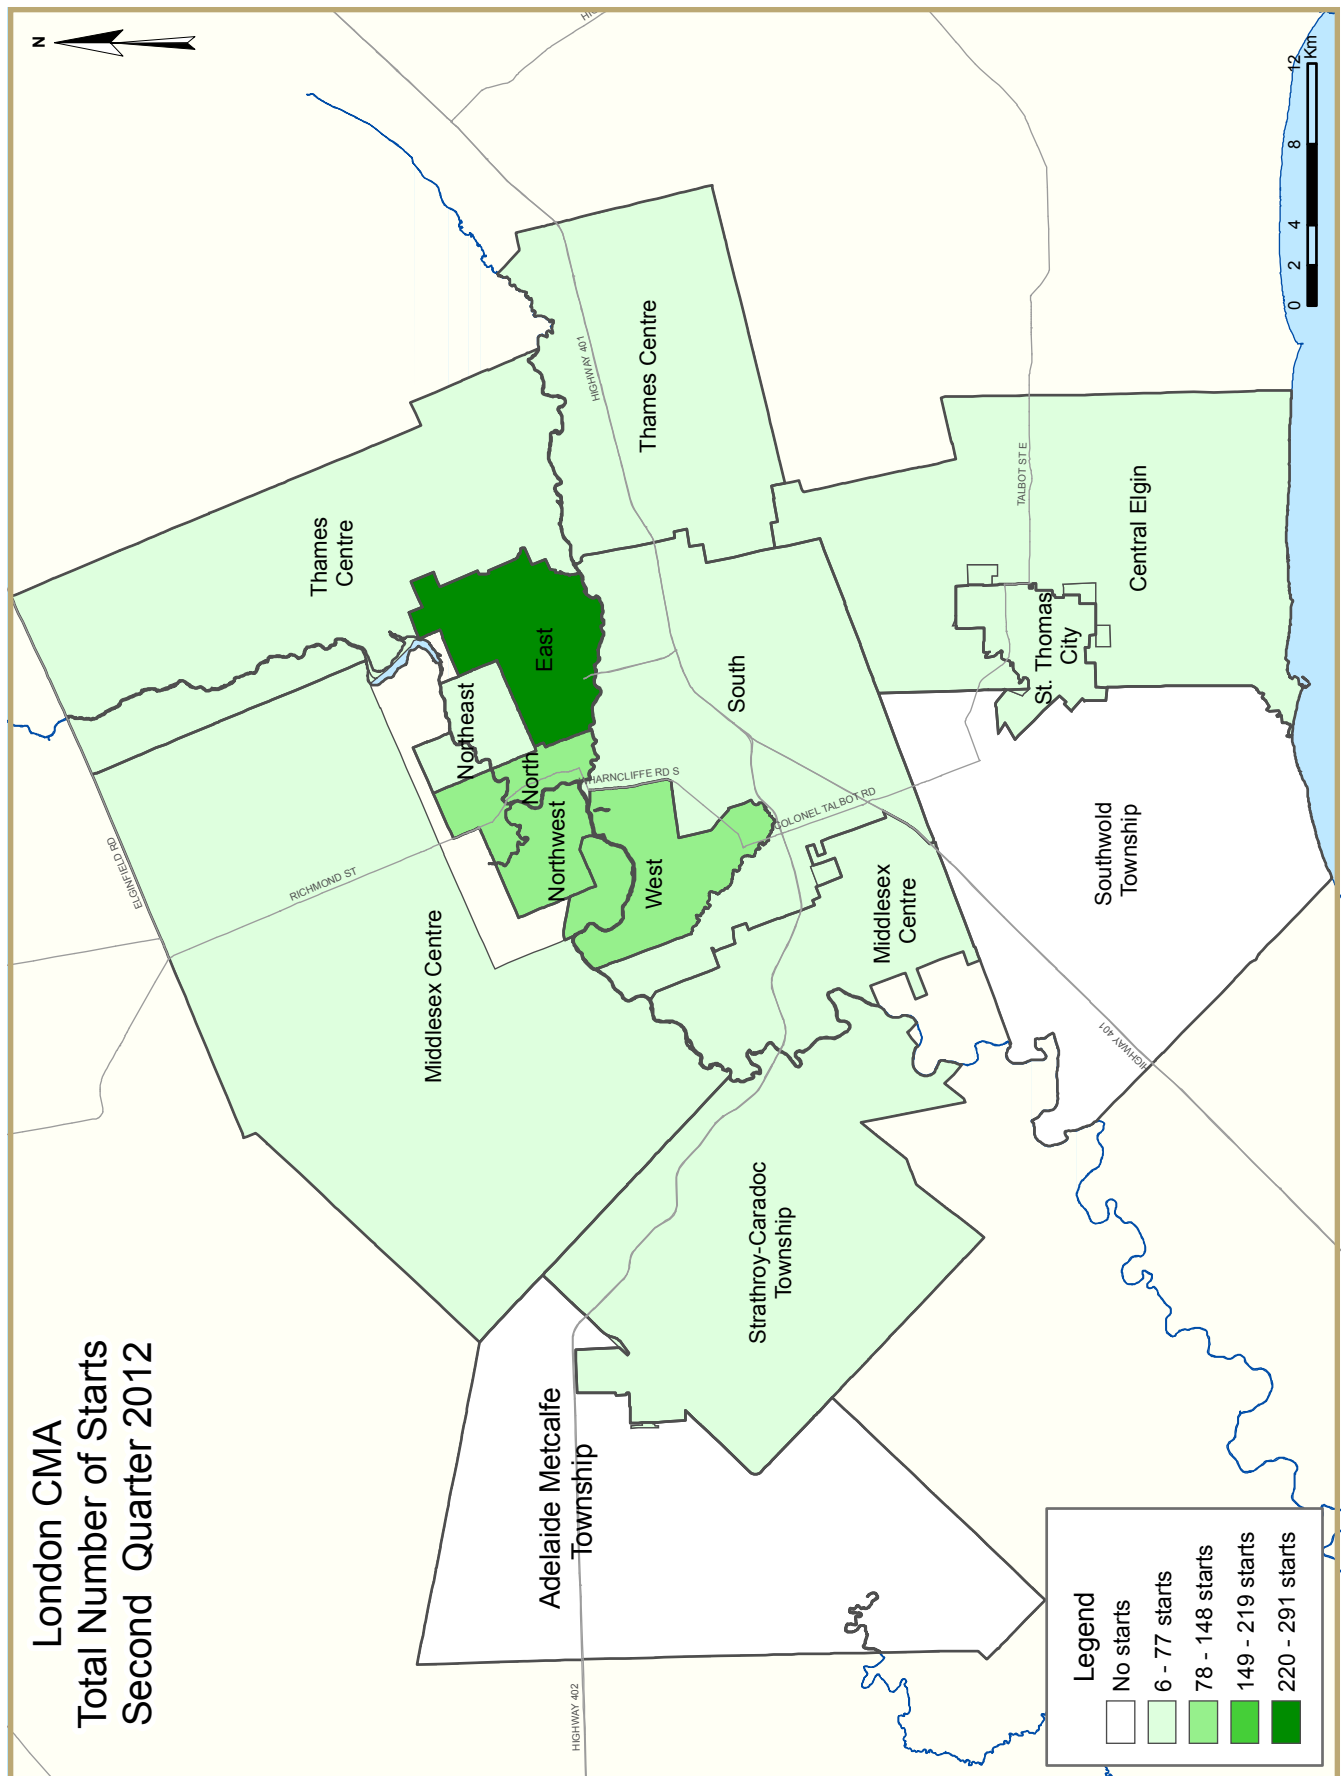 London CMA
Total Number of Starts
Second Quarter 2012
N
ELGINFIELD RD
RICHMOND ST
Thames
Centre
Middlesex Centre
Northeast
North
East
Northwest
West
WHARNCLIFFE RD S
HIGHWAY 401
Thames Centre
South
COLONEL TALBOT RD
Middlesex
Centre
Adelaide Metcalfe
Township
HIGHWAY 402
Strathroy-Caradoc
Township
TALBOT ST E
St. Thomas
City
Central Elgin
Southwold
Township
HIGHWAY 401
Legend
No starts
6 - 77 starts
78 - 148 starts
149 - 219 starts
220 - 291 starts
0 2 4 8 12
Km